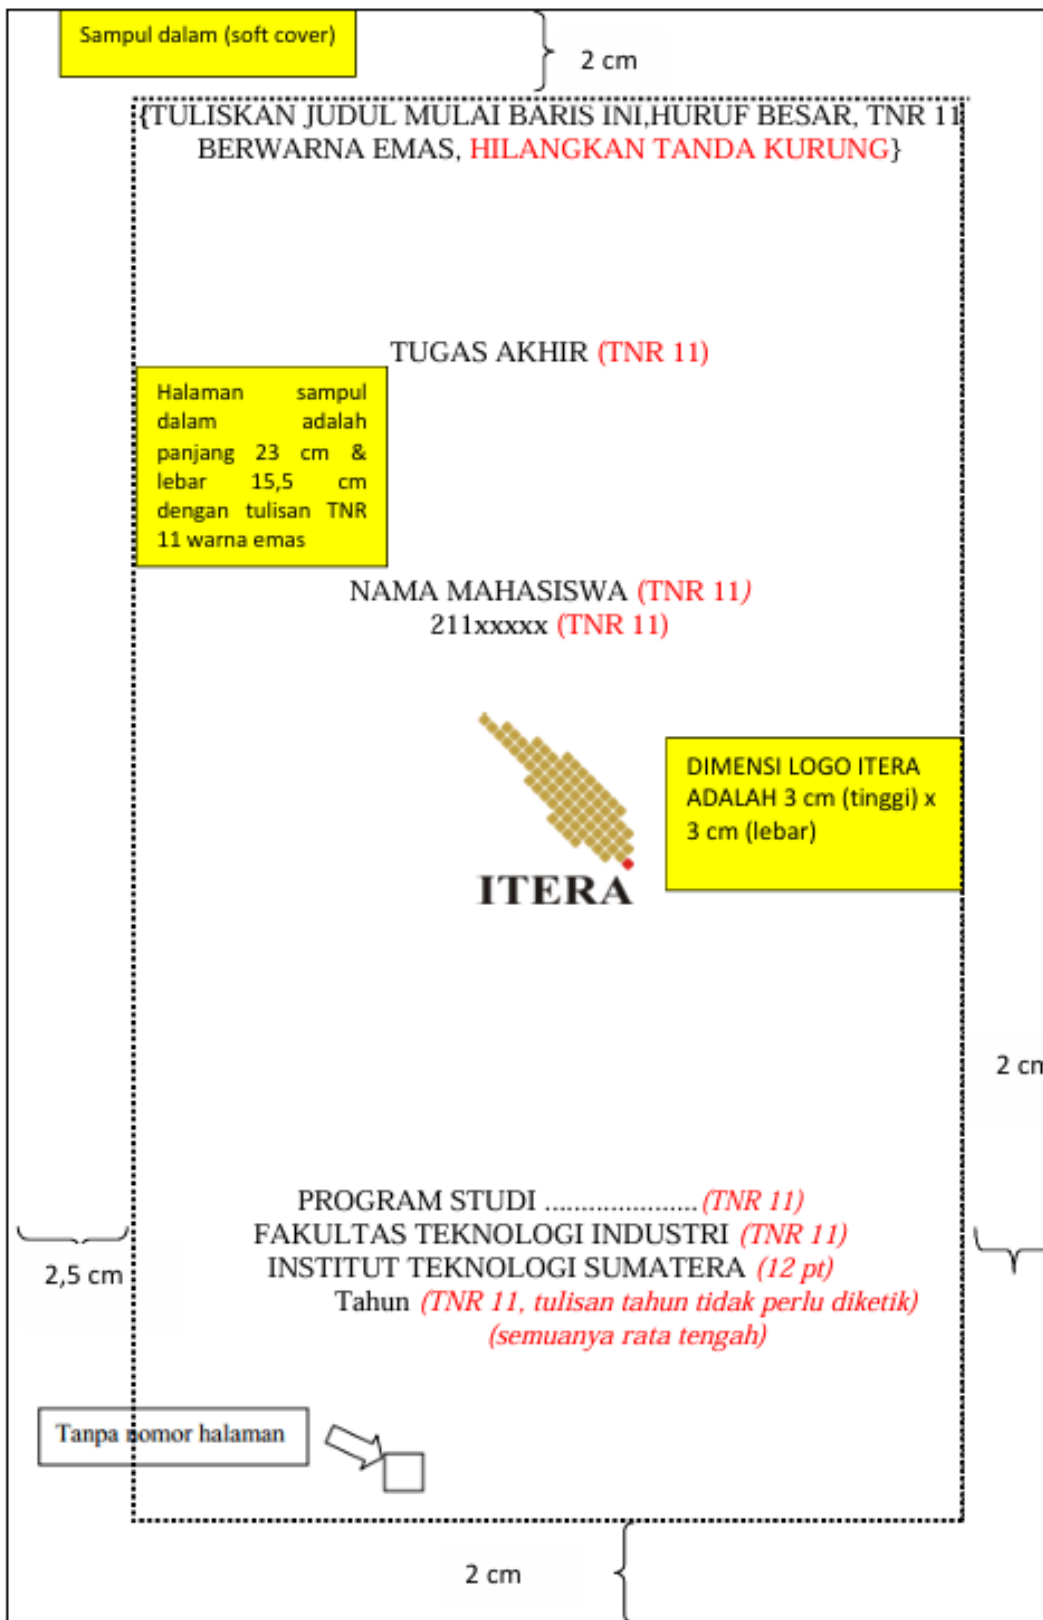 Sampul dalam (soft cover)
2 cm
{TULISKAN JUDUL MULAI BARIS INI,HURUF BESAR, TNR 11
BERWARNA EMAS, HILANGKAN TANDA KURUNG}
TUGAS AKHIR (TNR 11)
Halaman sampul
dalam adalah
panjang 23 cm &
lebar 15,5 cm
dengan tulisan TNR
11 warna emas
NAMA MAHASISWA (TNR 11)
211xxxxx (TNR 11)
ITERA
DIMENSI LOGO ITERA
ADALAH 3 cm (tinggi) x
3 cm (lebar)
2 cm
PROGRAM STUDI ..................... (TNR 11)
FAKULTAS TEKNOLOGI INDUSTRI (TNR 11)
INSTITUT TEKNOLOGI SUMATERA (12 pt)
2,5 cm
Tahun (TNR 11, tulisan tahun tidak perlu diketik)
(semuanya rata tengah)
Tanpa nomor halaman
2 cm